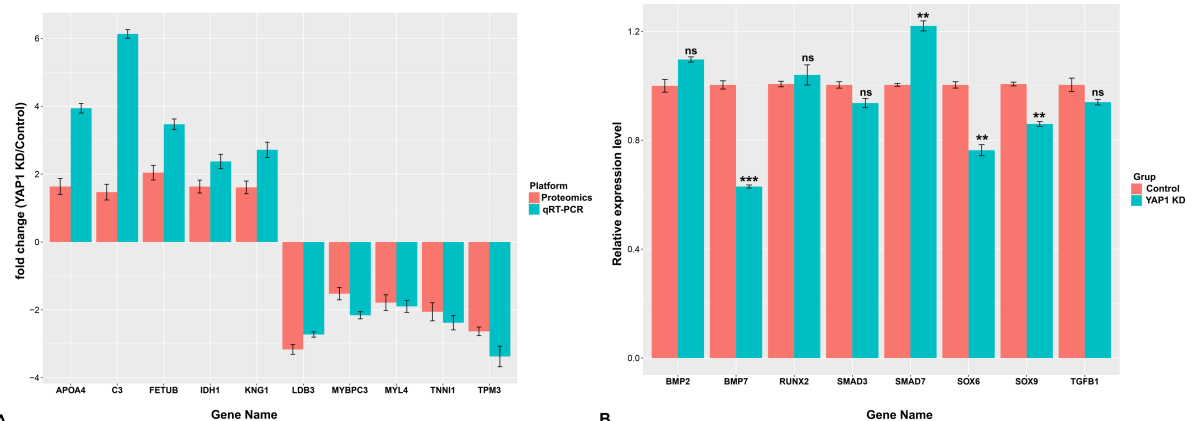 fold change (YAP1 KD/Control)
6
4
2
0
−2
−4
APOA4 C3 FETUB IDH1 KNG1 LDB3 MYBPC3 MYL4 TNNI1 TPM3
Gene Name
Platform
Proteomics
qRT-PCR
A
Relative expression level
1.2
0.8
0.4
0.0
ns
***
ns
ns
**
**
**
ns
BMP2 BMP7 RUNX2 SMAD3 SMAD7 SOX6 SOX9 TGFB1
Gene Name
Grup
Control
YAP1 KD
B